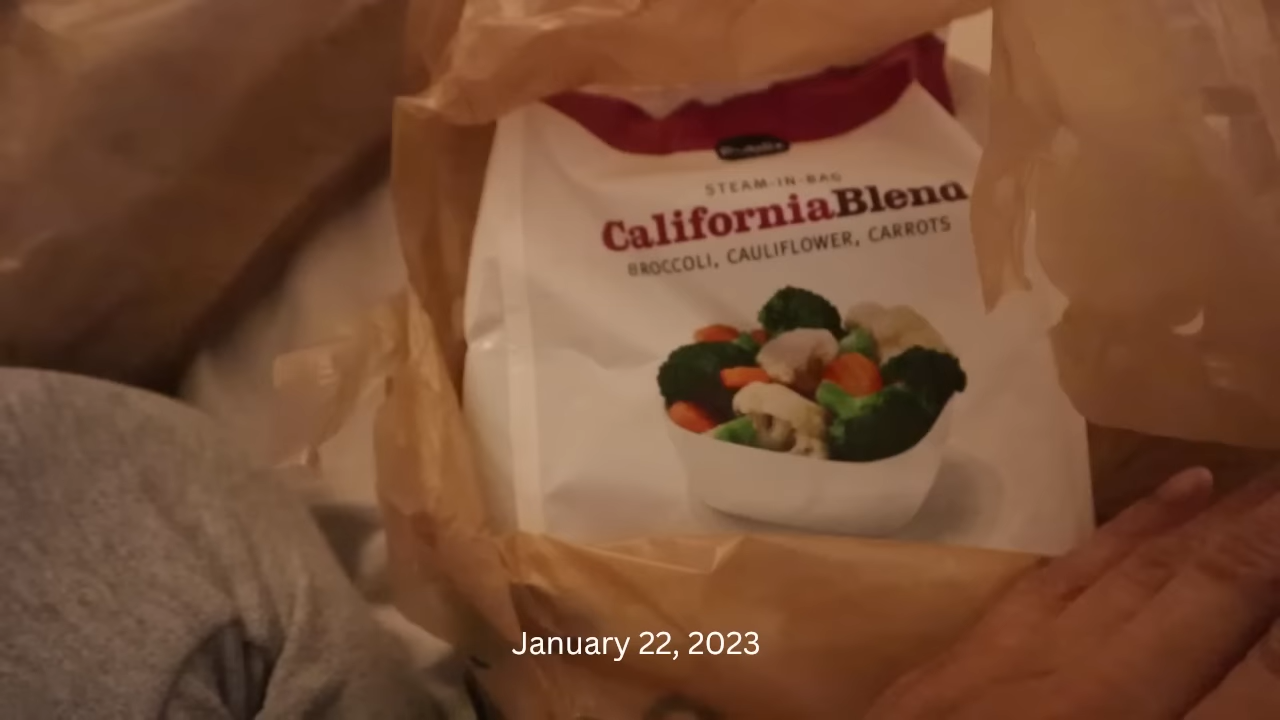 STEAM-IN-BAG
CaliforniaBlend
BROCCOLI, CAULIFLOWER, CARROTS
January 22, 2023